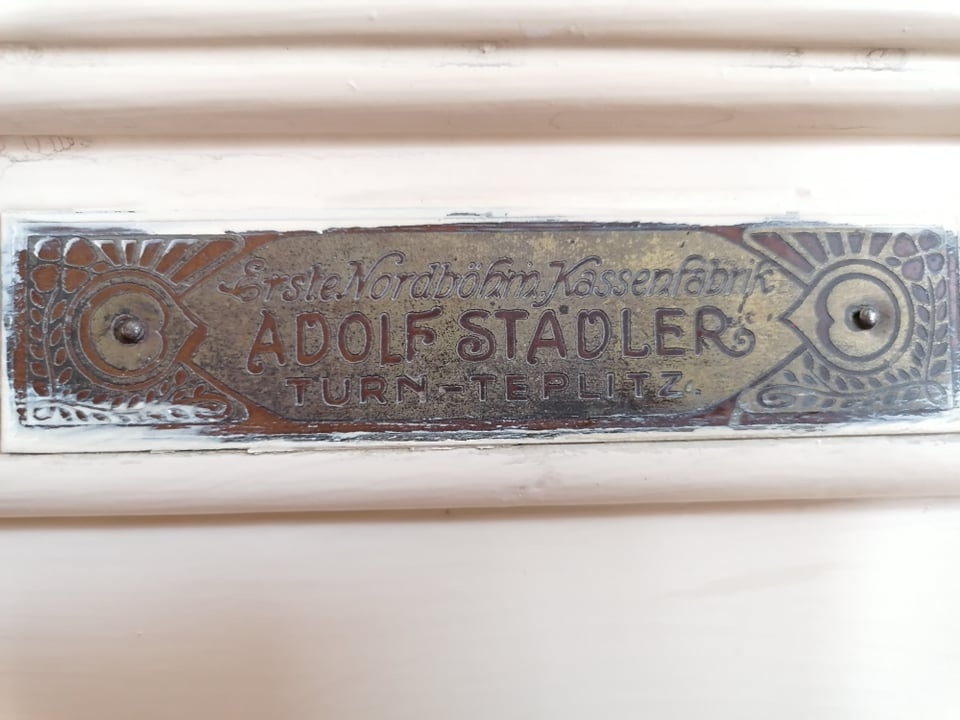 Erste Nordböhm. Kassenfabrik
ADOLF STÄDLER
TURN-TEPLITZ.